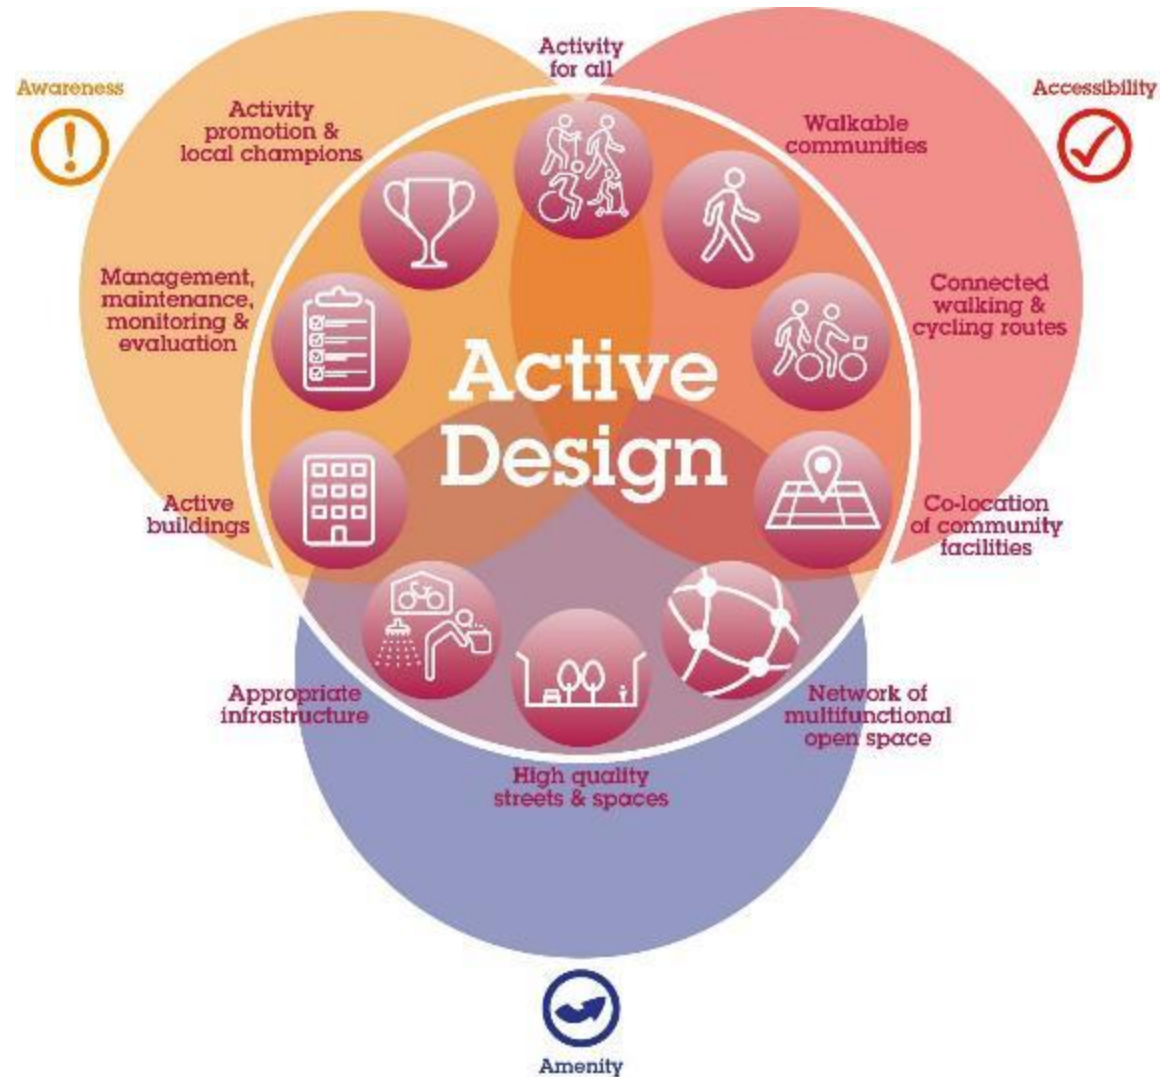 Activity
for all
Awareness
Accessibility
Activity
promotion &
local champions
Walkable
communities
Management,
maintenance,
monitoring &
evaluation
Connected
walking &
cycling routes
Active
Design
Active
buildings
Co-location
of community
facilities
Appropriate
infrastructure
Network of
multifunctional
open space
High quality
streets & spaces
Amenity